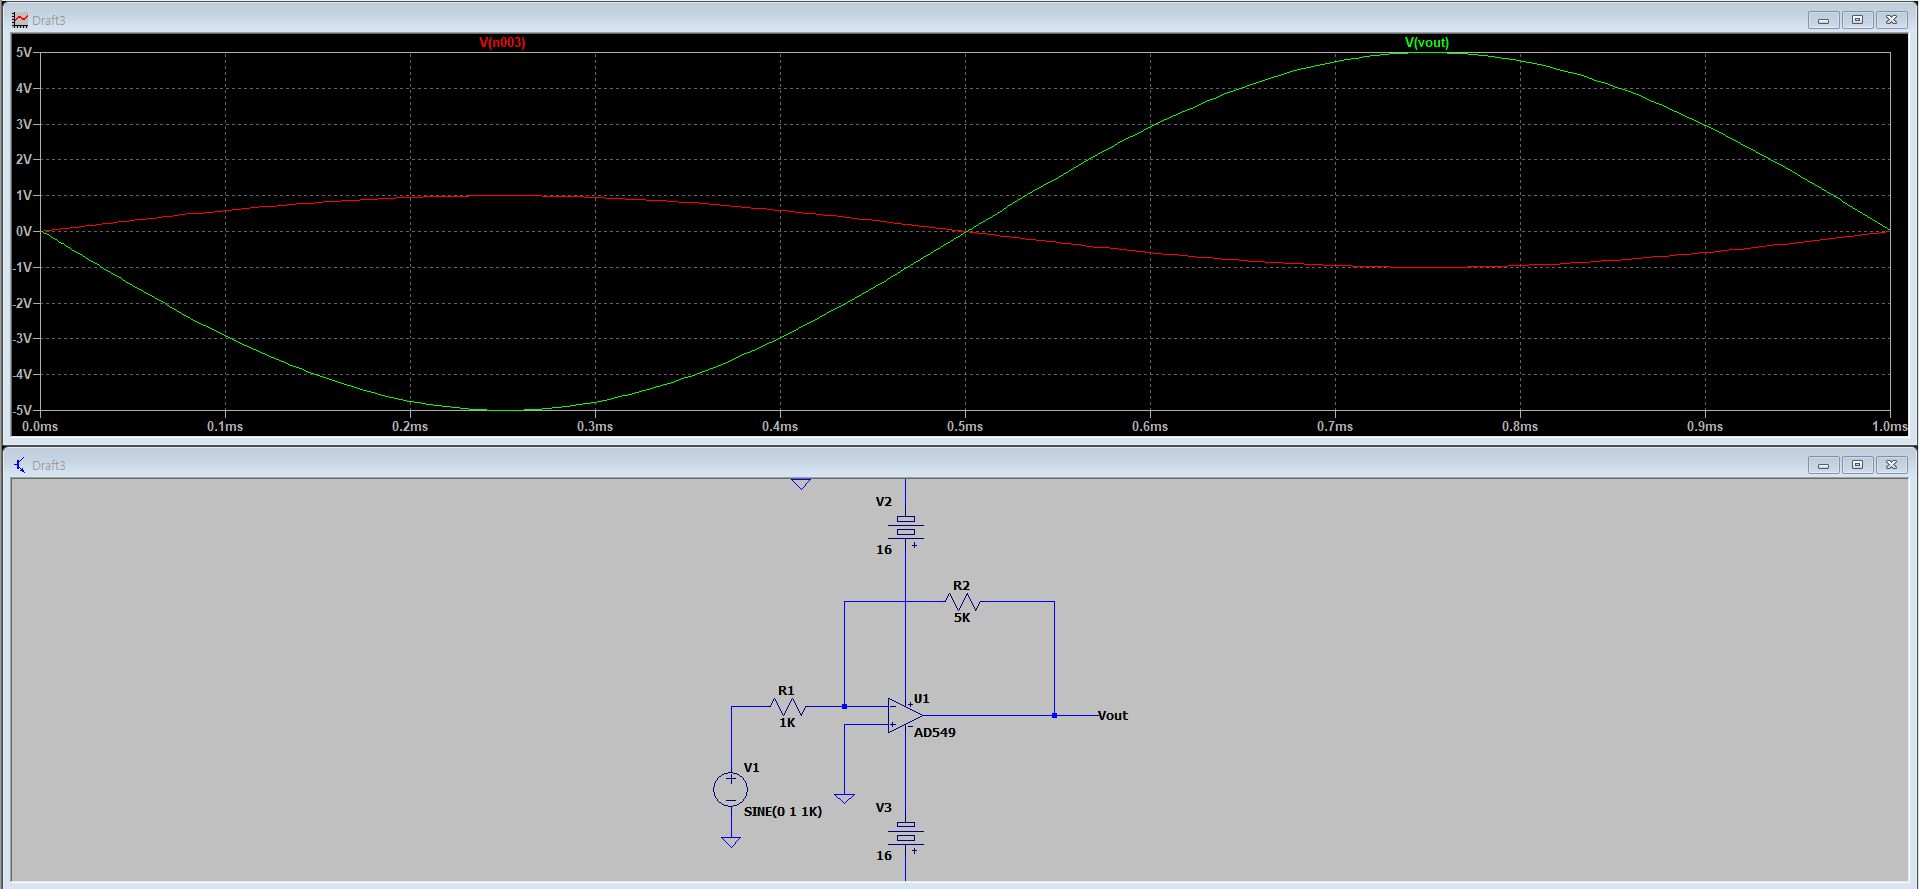 Draft3
V(n003) V(vout)
5V
4V
3V
2V
1V
0V
-1V
-2V
-3V
-4V
-5V
0.0ms 0.1ms 0.2ms 0.3ms 0.4ms 0.5ms 0.6ms 0.7ms 0.8ms 0.9ms 1.0ms
Draft3
V2
16
R2
5K
R1
1K
U1
AD549
Vout
V1
SINE(0 1 1K)
V3
16